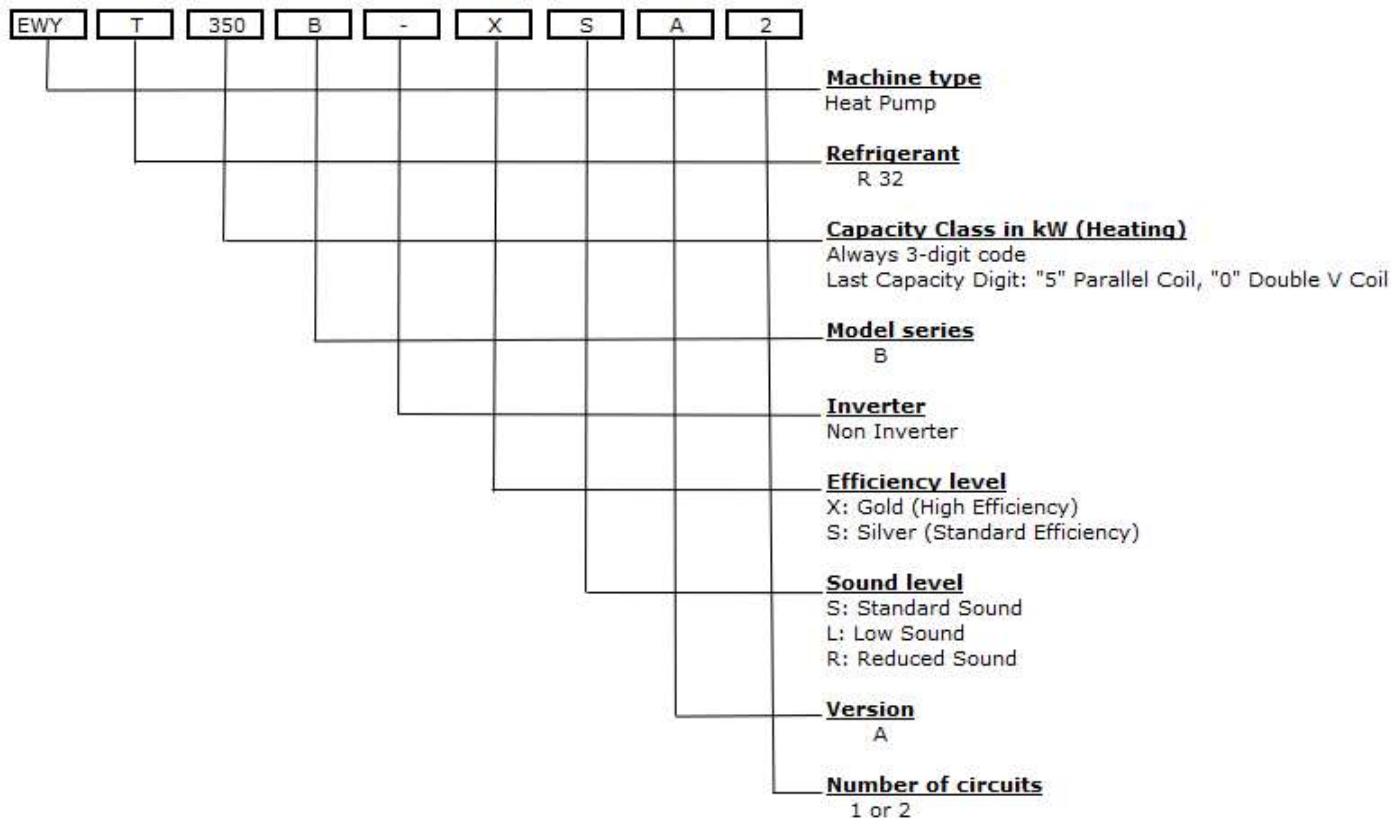 EWY T 350 B - X S A 2
Machine type
Heat Pump
Refrigerant
R 32
Capacity Class in kW (Heating)
Always 3-digit code
Last Capacity Digit: "5" Parallel Coil, "0" Double V Coil
Model series
B
Inverter
Non Inverter
Efficiency level
X: Gold (High Efficiency)
S: Silver (Standard Efficiency)
Sound level
S: Standard Sound
L: Low Sound
R: Reduced Sound
Version
A
Number of circuits
1 or 2